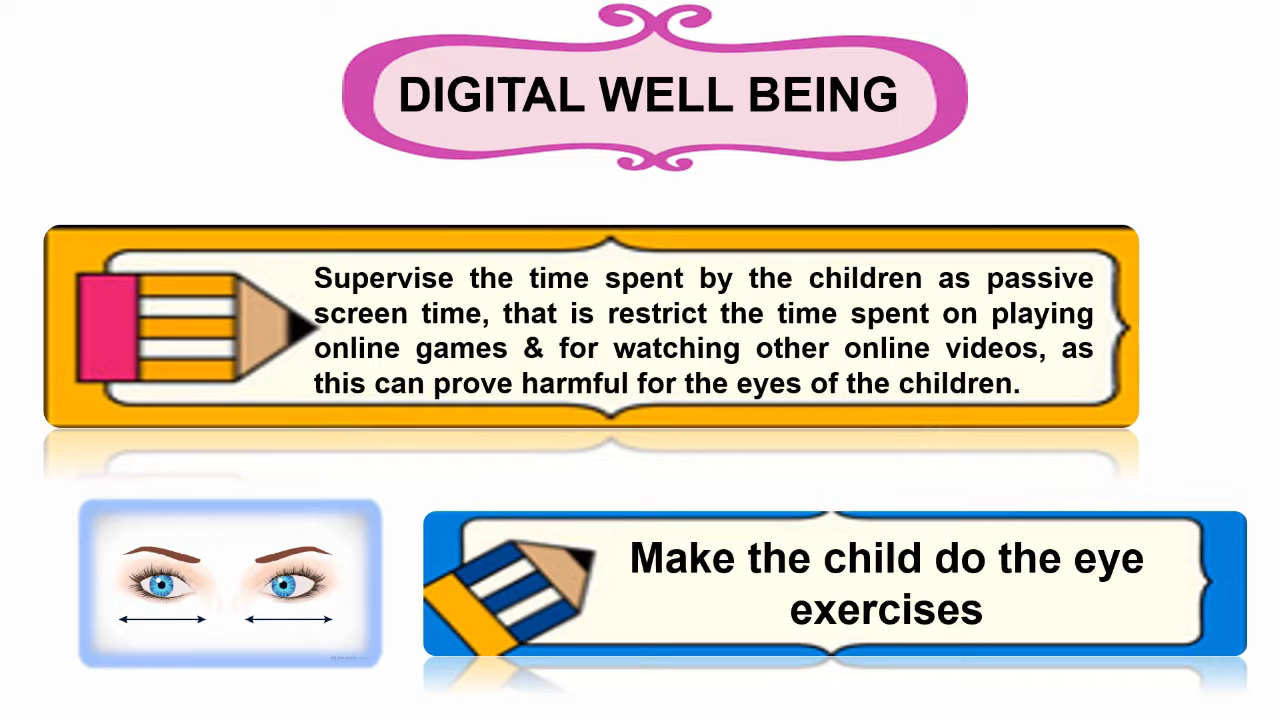 DIGITAL WELL BEING
Supervise the time spent by the children as passive
screen time, that is restrict the time spent on playing
online games & for watching other online videos, as
this can prove harmful for the eyes of the children.
Make the child do the eye
exercises